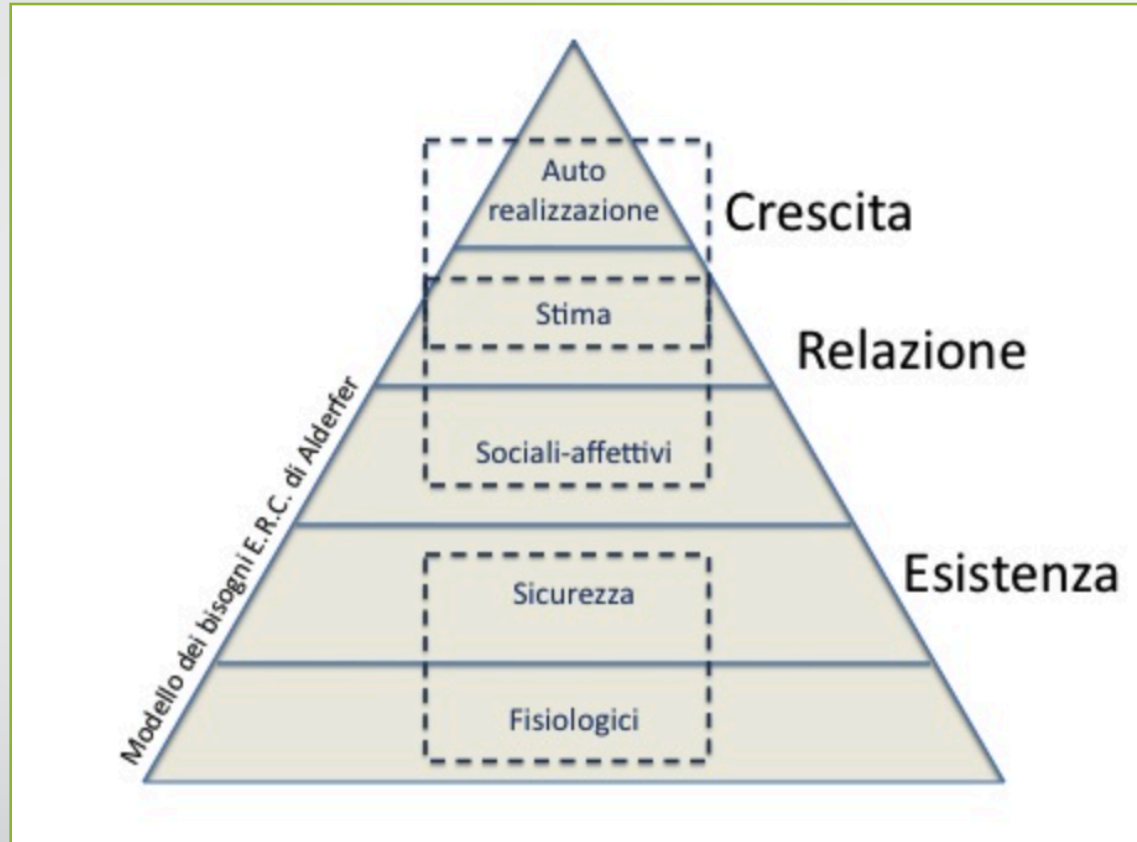 Auto
realizzazione
Crescita
Stima
Relazione
Sociali-affettivi
Sicurezza
Esistenza
Fisiologici
Modello dei bisogni E.R.C. di Alderfer